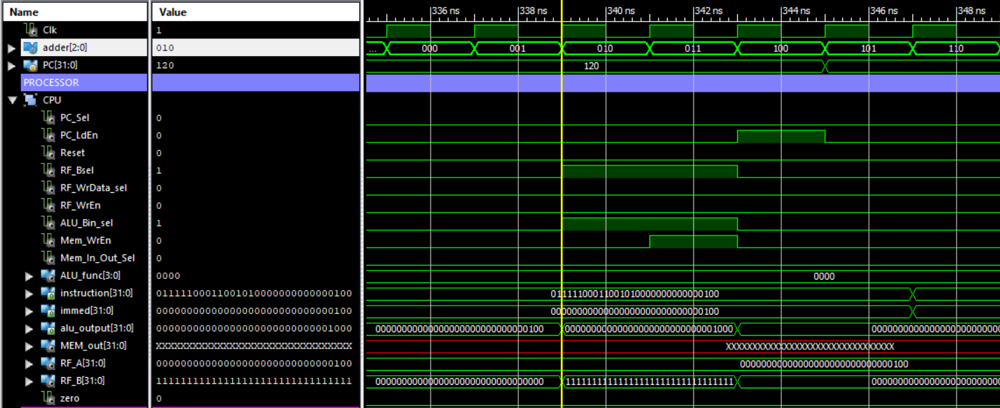 Name Value 336 ns 338 ns 340 ns 342 ns 344 ns 346 ns 348 ns
Clk 1
adder[2:0] 010 ... 000 001 010 011 100 101 110
PC[31:0] 120 120
PROCESSOR
CPU
PC_Sel 0
PC_LdEn 0
Reset 0
RF_Bsel 1
RF_WrData_sel 0
RF_WrEn 0
ALU_Bin_sel 1
Mem_WrEn 0
Mem_In_Out_Sel 0
ALU_func[3:0] 0000 0000
instruction[31:0] 01111100011001010000000000000100 01111100011001010000000000000100
immed[31:0] 00000000000000000000000000000100 00000000000000000000000000000100
alu_output[31:0] 00000000000000000000000000001000 00000000000000000000000000000100 00000000000000000000000000001000 000000000000000000000000
MEM_out[31:0] XXXXXXXXXXXXXXXXXXXXXXXXXXXXXXXX XXXXXXXXXXXXXXXXXXXXXXXXXXXXXXXX
RF_A[31:0] 00000000000000000000000000000100 00000000000000000000000000000100
RF_B[31:0] 11111111111111111111111111111111 00000000000000000000000000000000 11111111111111111111111111111111 000000000000000000000000
zero 0